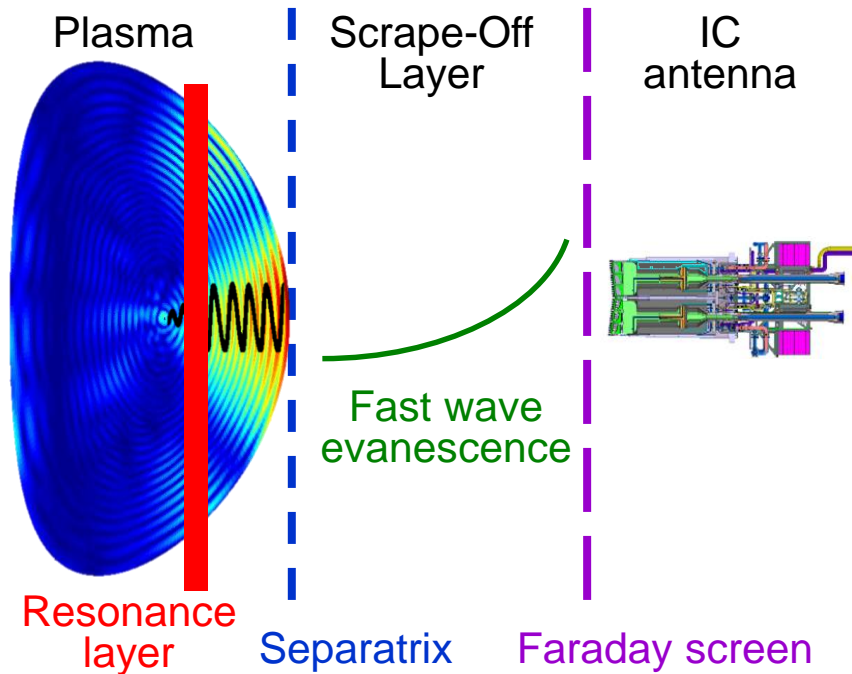 Plasma
Scrape-Off
Layer
IC
antenna
Fast wave
evanescence
Resonance
layer
Separatrix
Faraday screen